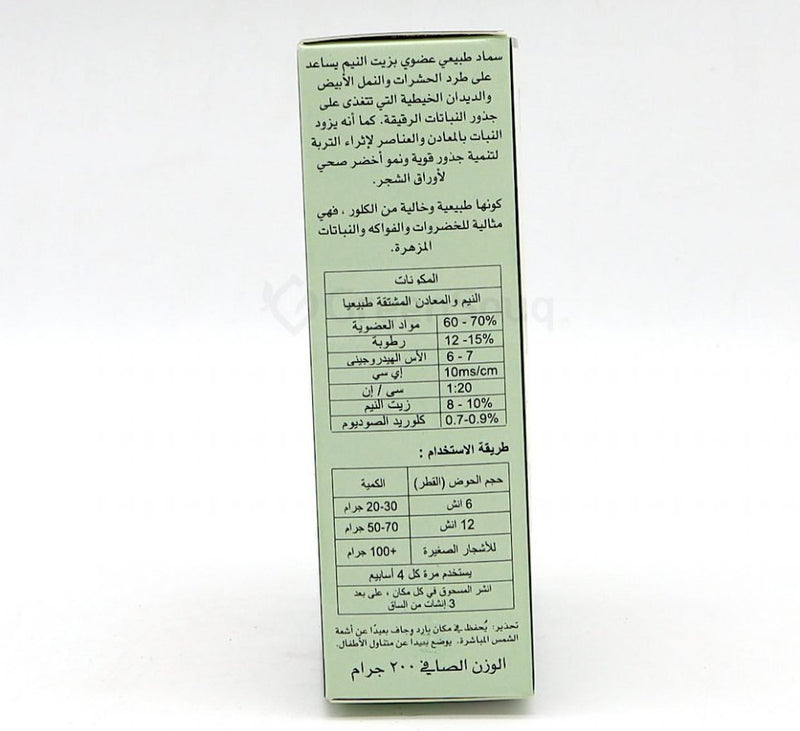 سماد طبيعي عضوي بزيت النيم يساعد
على طرد الحشرات والنمل الأبيض
والديدان الخيطية التي تتغذى على
جذور النباتات الرقيقة. كما أنه يزود
النبات بالمعادن والعناصر لإثراء التربة
لتنمية جذور قوية ونمو أخضر صحي
لأوراق الشجر.
كونها طبيعية وخالية من الكلور ، فهي
مثالية للخضروات والفواكه والنباتات
المزهرة.
المكونات
النيم والمعادن المشتقة طبيعيا
مواد العضوية 60 - 70%
رطوبة 12 -15%
الأس الهيدروجيني 6 - 7
إي سي 10ms/cm
سي / إن 1:20
زيت النيم 8 - 10%
كلوريد الصوديوم 0.7-0.9%
طريقة الاستخدام :
حجم الحوض (القطر) الكمية
6 انش 20-30 جرام
12 انش 50-70 جرام
للأشجار الصغيرة +100 جرام
يستخدم مرة كل 4 أسابيع
انشر المسحوق في كل مكان ، على بعد
3 إنشات من الساق
تحذير: يُحفظ في مكان بارد وجاف بعيدًا عن أشعة
الشمس المباشرة. يوضع بعيدًا عن متناول الأطفال.
الوزن الصافي ٢٠٠ جرام